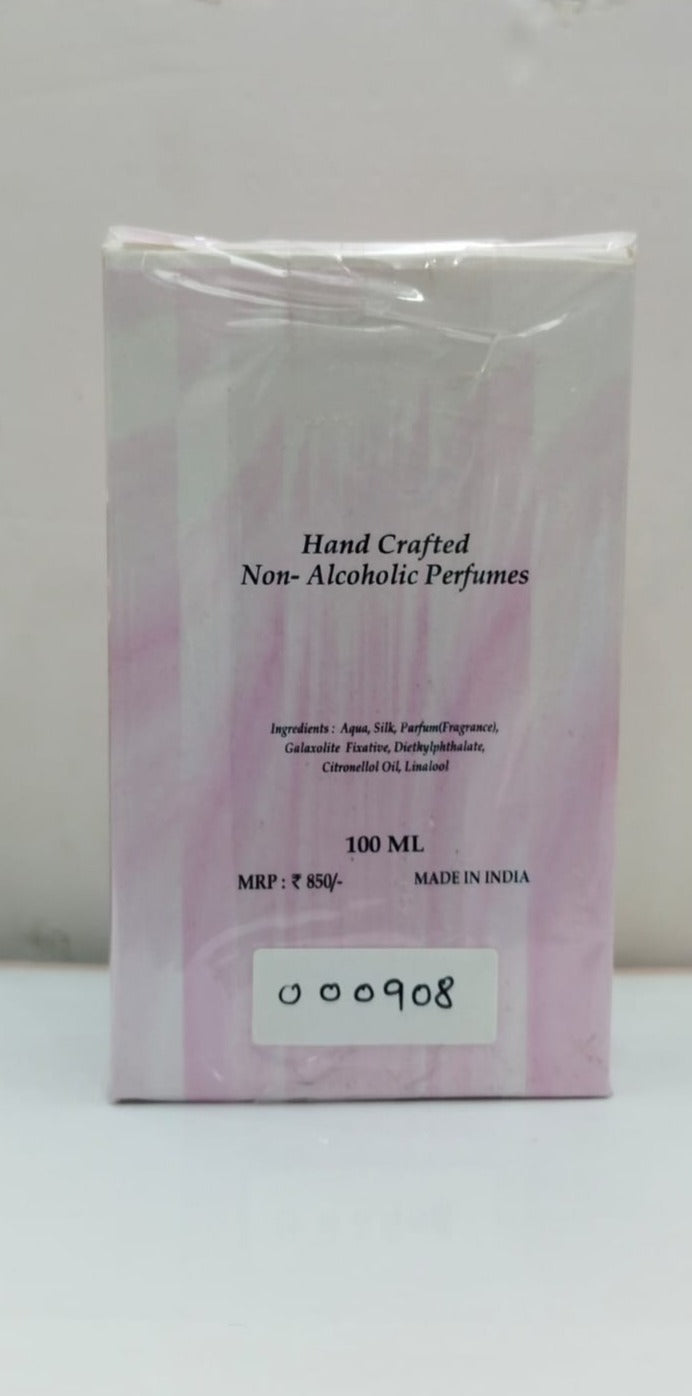 Hand Crafted
Non- Alcoholic Perfumes
Ingredients : Aqua, Silk, Parfum(Fragrance),
Galaxolite Fixative, Diethylphthalate,
Citronellol Oil, Linalool
100 ML
MRP : ₹ 850/- MADE IN INDIA
000908